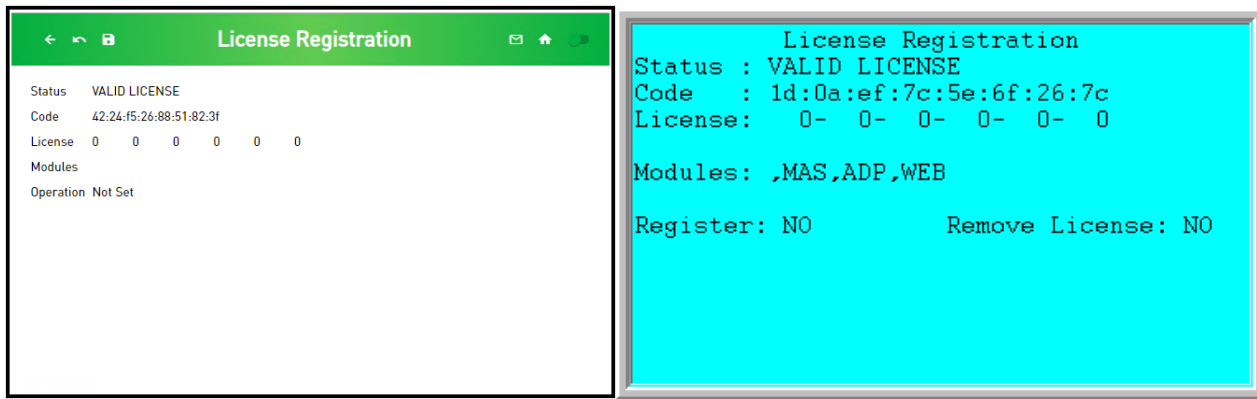 License Registration
Status VALID LICENSE
Code 42:24:f5:26:88:51:82:3f
License 0 0 0 0 0 0
Modules
Operation Not Set
License Registration
Status : VALID LICENSE
Code : 1d:0a:ef:7c:5e:6f:26:7c
License: 0- 0- 0- 0- 0- 0
Modules: ,MAS,ADP,WEB
Register: NO Remove License: NO